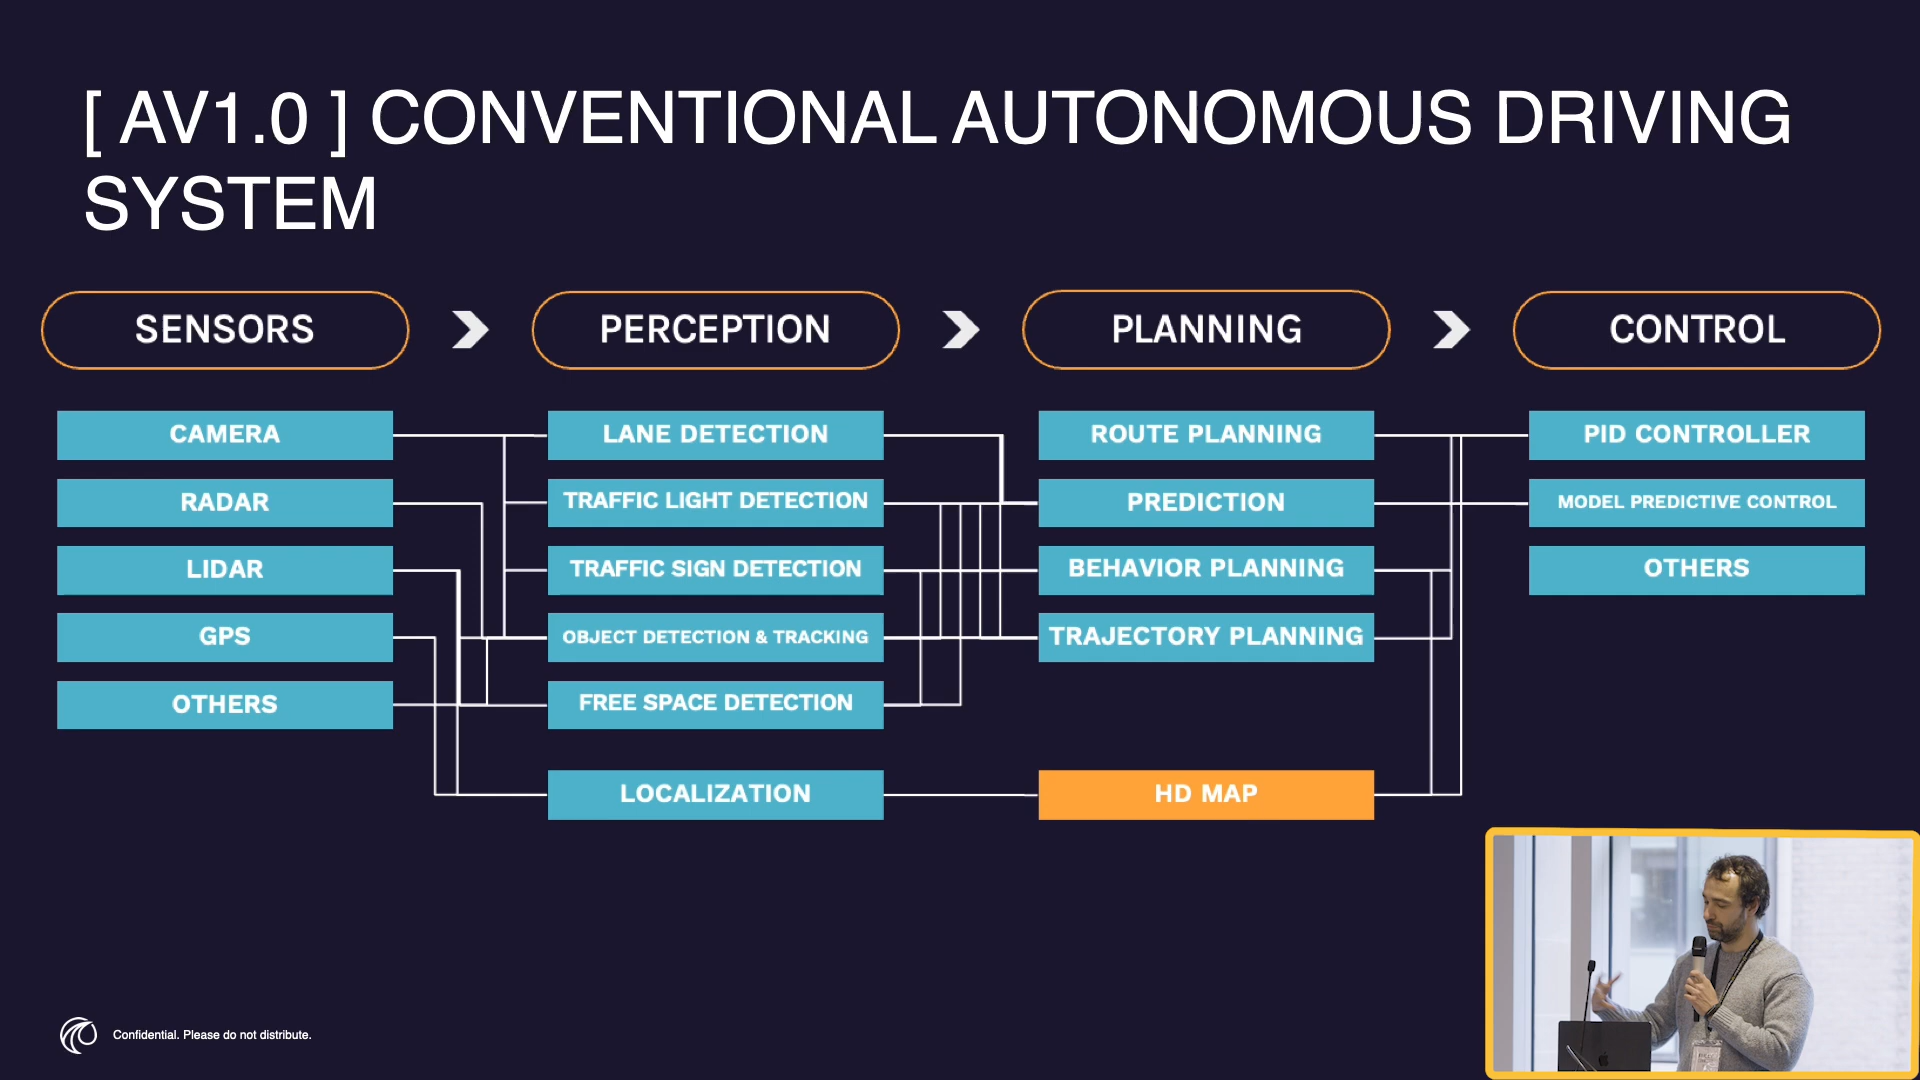 [ AV1.0 ] CONVENTIONAL AUTONOMOUS DRIVING
SYSTEM
SENSORS
PERCEPTION
PLANNING
CONTROL
CAMERA
RADAR
LIDAR
GPS
OTHERS
LANE DETECTION
TRAFFIC LIGHT DETECTION
TRAFFIC SIGN DETECTION
OBJECT DETECTION & TRACKING
FREE SPACE DETECTION
LOCALIZATION
ROUTE PLANNING
PREDICTION
BEHAVIOR PLANNING
TRAJECTORY PLANNING
HD MAP
PID CONTROLLER
MODEL PREDICTIVE CONTROL
OTHERS
Confidential. Please do not distribute.